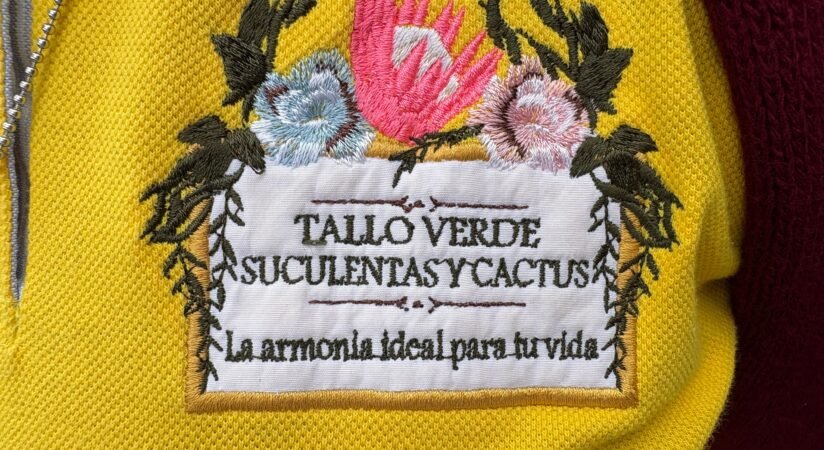 TALLO VERDE
SUCULENTAS Y CACTUS
La armonia ideal para tu vida